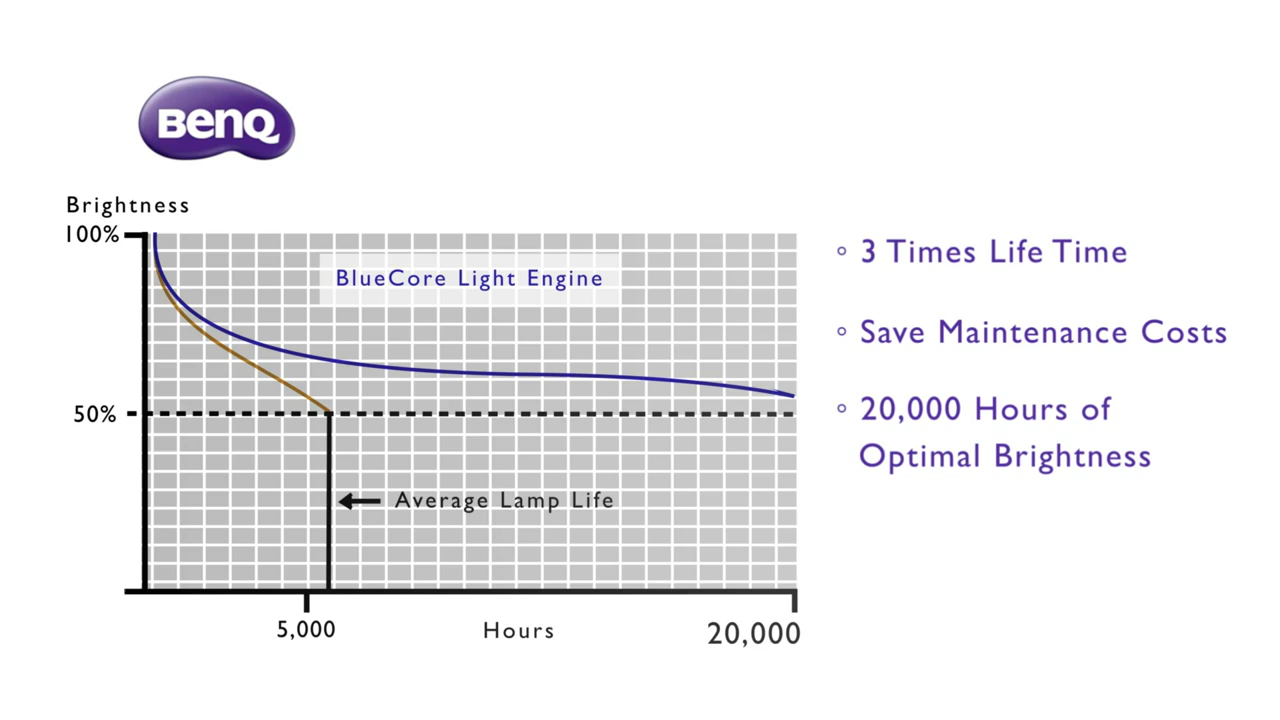 BenQ
Brightness
100%
BlueCore Light Engine
50%
Average Lamp Life
5,000
Hours
20,000
◦ 3 Times Life Time
◦ Save Maintenance Costs
◦ 20,000 Hours of
Optimal Brightness